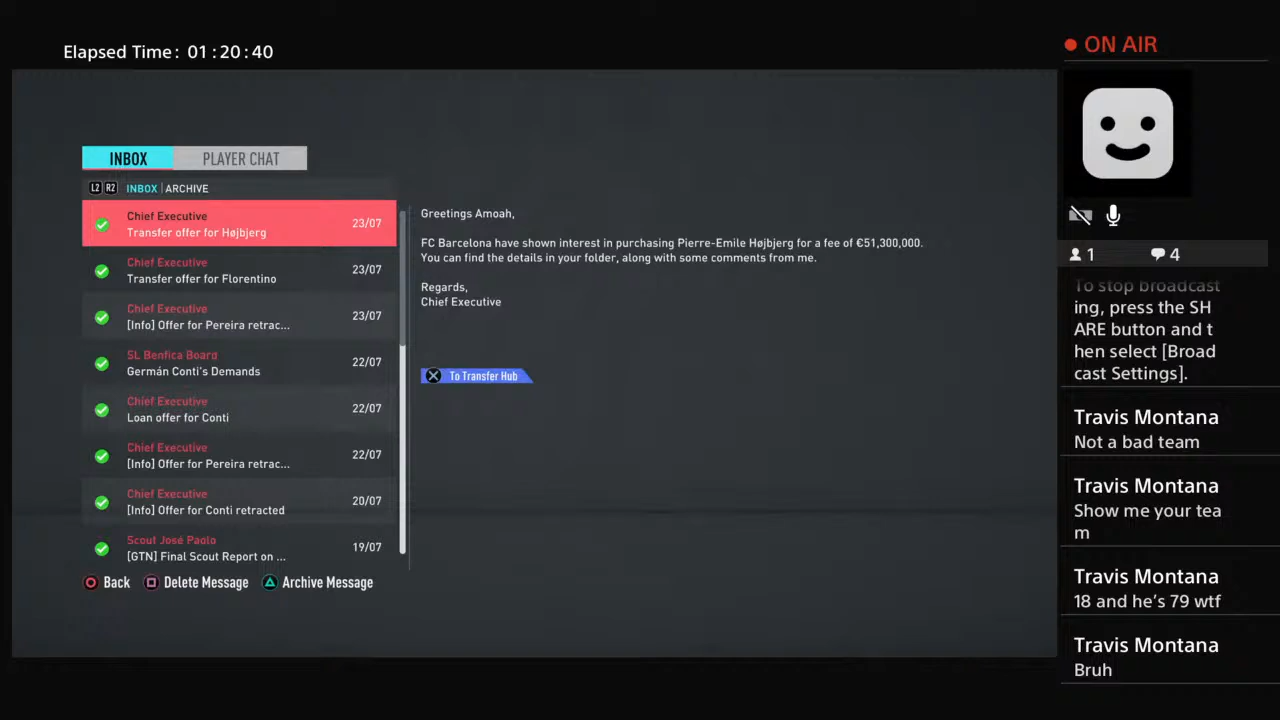 Elapsed Time: 01:20:40
ON AIR
INBOX
PLAYER CHAT
L2 R2 INBOX | ARCHIVE
Chief Executive
Transfer offer for Højbjerg
23/07
Chief Executive
Transfer offer for Florentino
23/07
Chief Executive
[Info] Offer for Pereira retrac...
23/07
SL Benfica Board
Germán Conti's Demands
22/07
Chief Executive
Loan offer for Conti
22/07
Chief Executive
[Info] Offer for Pereira retrac...
22/07
Chief Executive
[Info] Offer for Conti retracted
20/07
Scout José Paolo
[GTN] Final Scout Report on ...
19/07
Back
Delete Message
Archive Message
Greetings Amoah,
FC Barcelona have shown interest in purchasing Pierre-Emile Højbjerg for a fee of €51,300,000.
You can find the details in your folder, along with some comments from me.
Regards,
Chief Executive
To Transfer Hub
1
4
To stop broadcast
ing, press the SH
ARE button and t
hen select [Broad
cast Settings].
Travis Montana
Not a bad team
Travis Montana
Show me your tea
m
Travis Montana
18 and he's 79 wtf
Travis Montana
Bruh